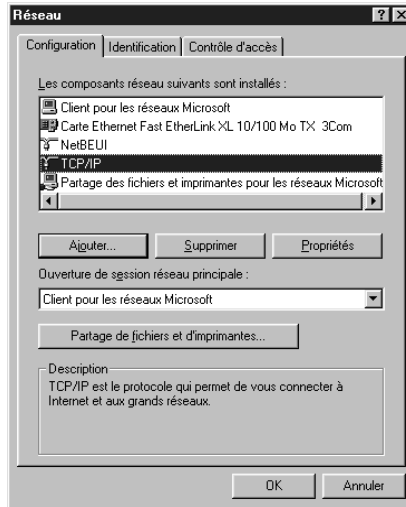 Réseau
Configuration Identification Contrôle d'accès
Les composants réseau suivants sont installés :
Client pour les réseaux Microsoft
Carte Ethernet Fast EtherLink XL 10/100 Mo TX 3Com
NetBEUI
TCP/IP
Partage des fichiers et imprimantes pour les réseaux Microsoft
Ajouter... Supprimer Propriétés
Ouverture de session réseau principale :
Client pour les réseaux Microsoft
Partage de fichiers et d'imprimantes...
Description
TCP/IP est le protocole qui permet de vous connecter à
Internet et aux grands réseaux.
OK Annuler